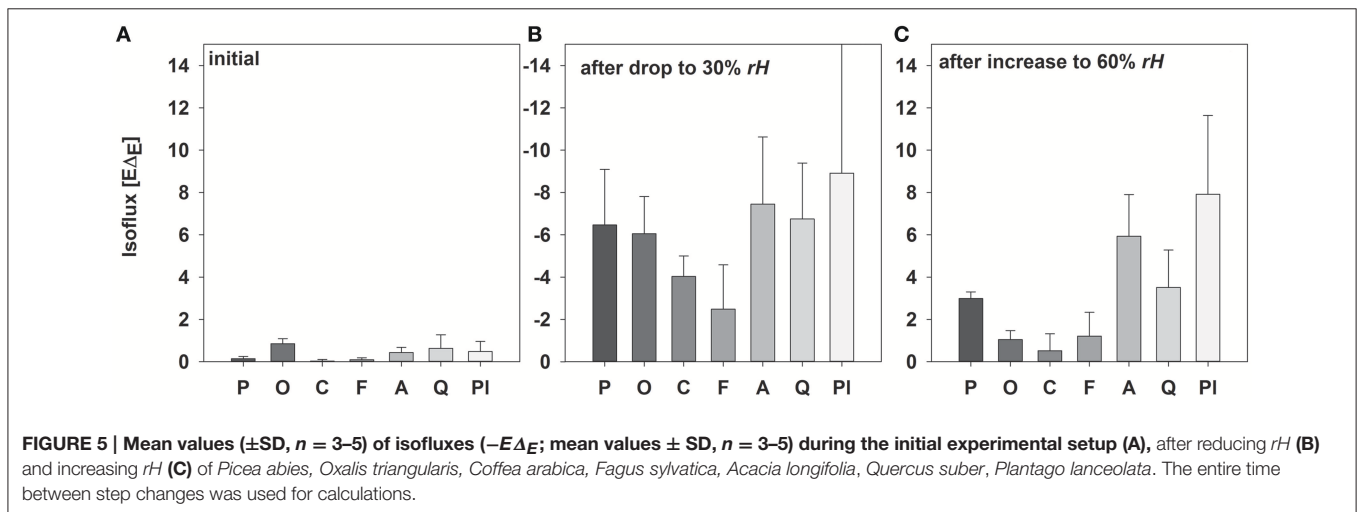 A
B
C
initial
after drop to 30% rH
after increase to 60% rH
Isoflux [EΔE]
14
12
10
8
6
4
2
0
-14
-12
-10
-8
-6
-4
-2
0
14
12
10
8
6
4
2
0
P O C F A Q Pl
P O C F A Q Pl
P O C F A Q Pl
FIGURE 5 | Mean values (±SD, n = 3–5) of isofluxes (−EΔE; mean values ± SD, n = 3–5) during the initial experimental setup (A), after reducing rH (B)
and increasing rH (C) of Picea abies, Oxalis triangularis, Coffea arabica, Fagus sylvatica, Acacia longifolia, Quercus suber, Plantago lanceolata. The entire time
between step changes was used for calculations.